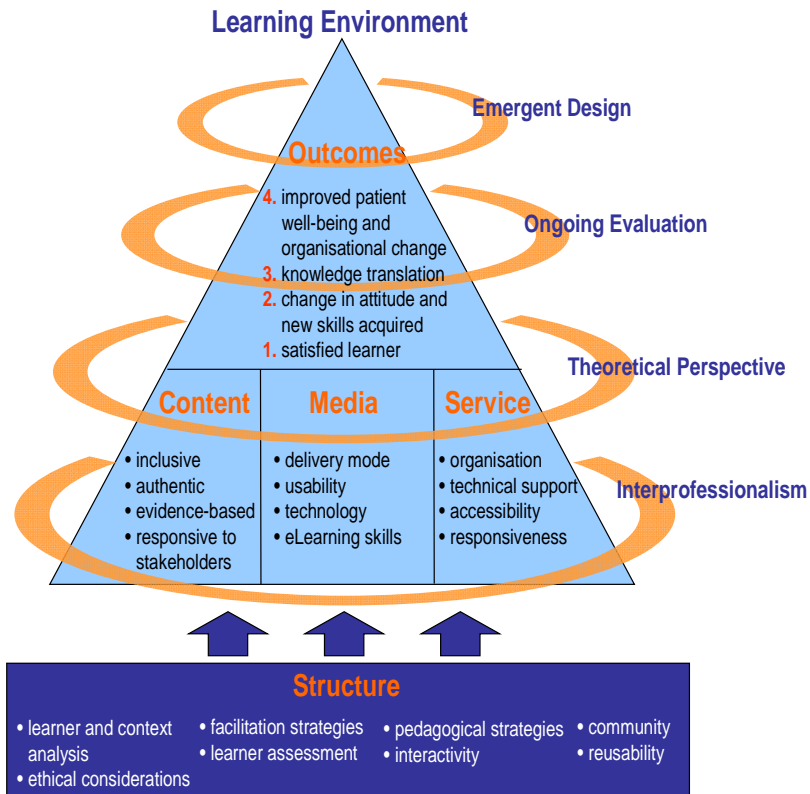 Learning Environment
Emergent Design
Outcomes
4. improved patient
well-being and
organisational change
Ongoing Evaluation
3. knowledge translation
2. change in attitude and
new skills acquired
1. satisfied learner
Theoretical Perspective
Content
• inclusive
• authentic
• evidence-based
• responsive to
stakeholders
Media
• delivery mode
• usability
• technology
• eLearning skills
Service
• organisation
• technical support
• accessibility
• responsiveness
Interprofessionalism
Structure
• learner and context
analysis
• ethical considerations
• facilitation strategies
• learner assessment
• pedagogical strategies
• interactivity
• community
• reusability